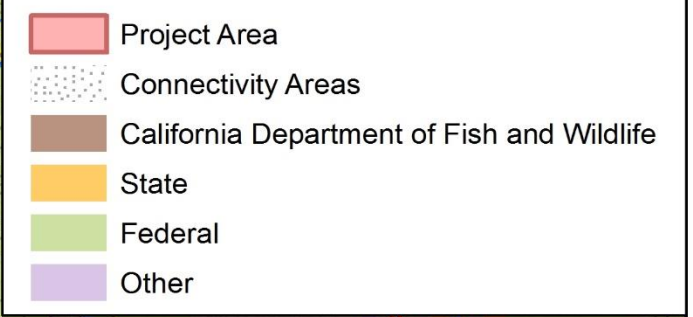 Project Area
Connectivity Areas
California Department of Fish and Wildlife
State
Federal
Other